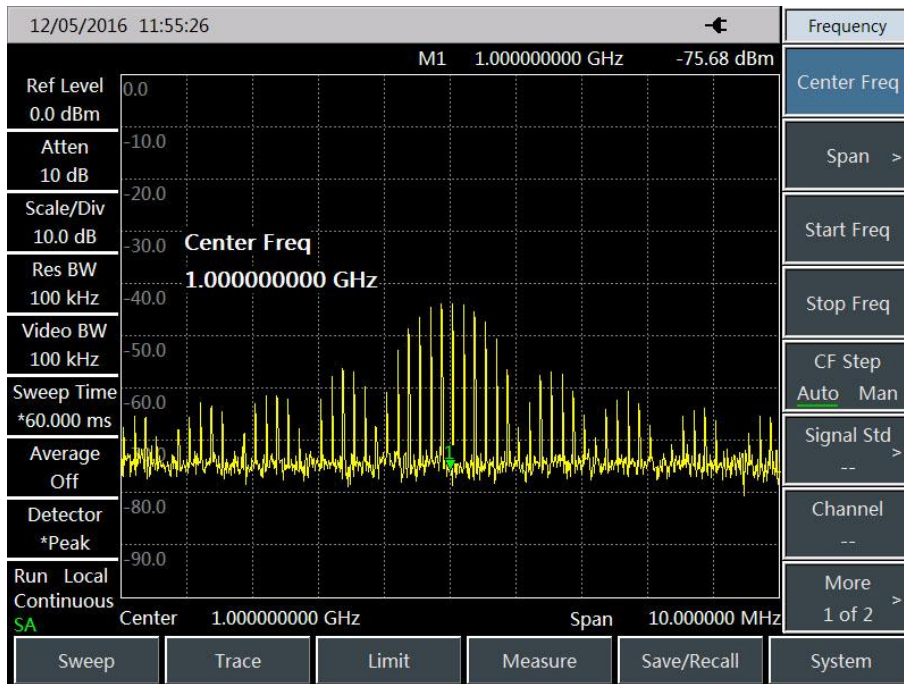 12/05/2016 11:55:26
Frequency
M1 1.000000000 GHz -75.68 dBm
Ref Level
0.0 dBm
Atten
10 dB
Scale/Div
10.0 dB
Res BW
100 kHz
Video BW
100 kHz
Sweep Time
*60.000 ms
Average
Off
Detector
*Peak
Run Local
Continuous
SA
0.0
-10.0
-20.0
-30.0
-40.0
-50.0
-60.0
-80.0
-90.0
Center Freq
1.000000000 GHz
1
Center 1.000000000 GHz Span 10.000000 MHz
Center Freq
Span >
Start Freq
Stop Freq
CF Step
Auto Man
Signal Std
>
--
Channel
--
More
>
1 of 2
Sweep Trace Limit Measure Save/Recall System